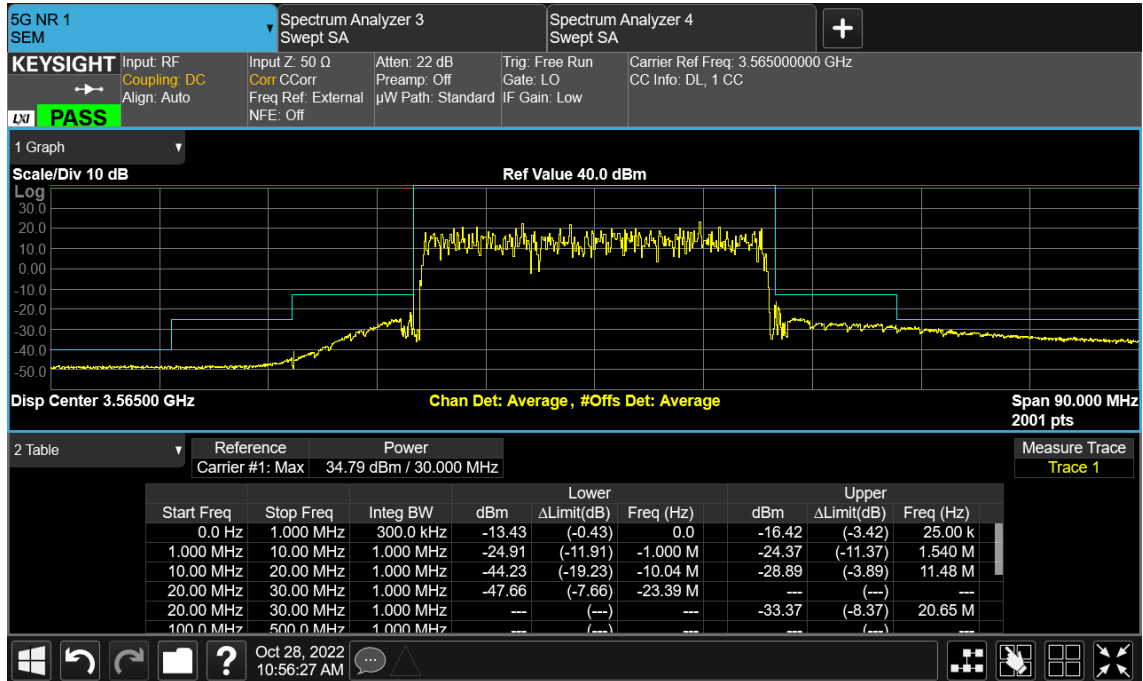 5G NR 1
SEM
Spectrum Analyzer 3
Swept SA
Spectrum Analyzer 4
Swept SA
KEYSIGHT
LXI PASS
Input: RF
Coupling: DC
Align: Auto
Input Z: 50 Ω
Corr CCorr
Freq Ref: External
NFE: Off
Atten: 22 dB
Preamp: Off
µW Path: Standard
Trig: Free Run
Gate: LO
IF Gain: Low
Carrier Ref Freq: 3.565000000 GHz
CC Info: DL, 1 CC
1 Graph
Scale/Div 10 dB Ref Value 40.0 dBm
Log
30.0
20.0
10.0
0.00
-10.0
-20.0
-30.0
-40.0
-50.0
Disp Center 3.56500 GHz Chan Det: Average, #Offs Det: Average Span 90.000 MHz
2001 pts
2 Table
Reference Power
Carrier #1: Max 34.79 dBm / 30.000 MHz
Measure Trace
Trace 1
Lower Upper
Start Freq Stop Freq Integ BW dBm ΔLimit(dB) Freq (Hz) dBm ΔLimit(dB) Freq (Hz)
0.0 Hz 1.000 MHz 300.0 kHz -13.43 (-0.43) 0.0 -16.42 (-3.42) 25.00 k
1.000 MHz 10.00 MHz 1.000 MHz -24.91 (-11.91) -1.000 M -24.37 (-11.37) 1.540 M
10.00 MHz 20.00 MHz 1.000 MHz -44.23 (-19.23) -10.04 M -28.89 (-3.89) 11.48 M
20.00 MHz 30.00 MHz 1.000 MHz -47.66 (-7.66) -23.39 M --- (---) ---
20.00 MHz 30.00 MHz 1.000 MHz --- (---) --- -33.37 (-8.37) 20.65 M
100.0 MHz 500.0 MHz 1.000 MHz --- (---) --- --- (---) ---
Oct 28, 2022
10:56:27 AM